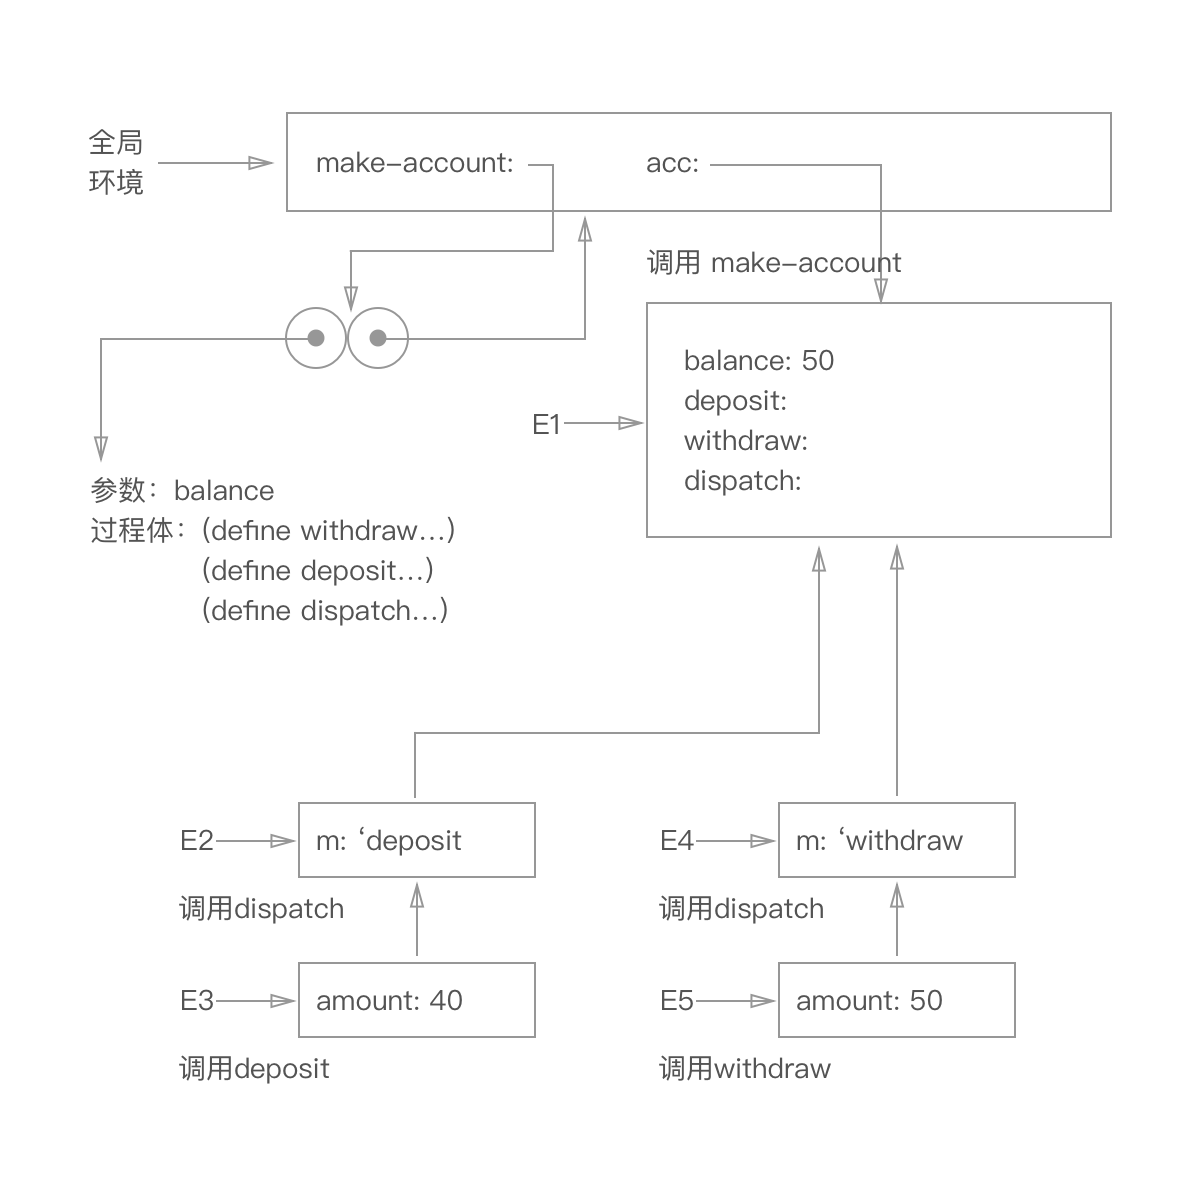 全局
环境
make–account:
acc:
调用 make–account
E1
balance: 50
deposit:
withdraw:
dispatch:
参数：balance
过程体：(define withdraw...)
(define deposit...)
(define dispatch...)
E2
m: ‘deposit
调用dispatch
E3
amount: 40
调用deposit
E4
m: ‘withdraw
调用dispatch
E5
amount: 50
调用withdraw